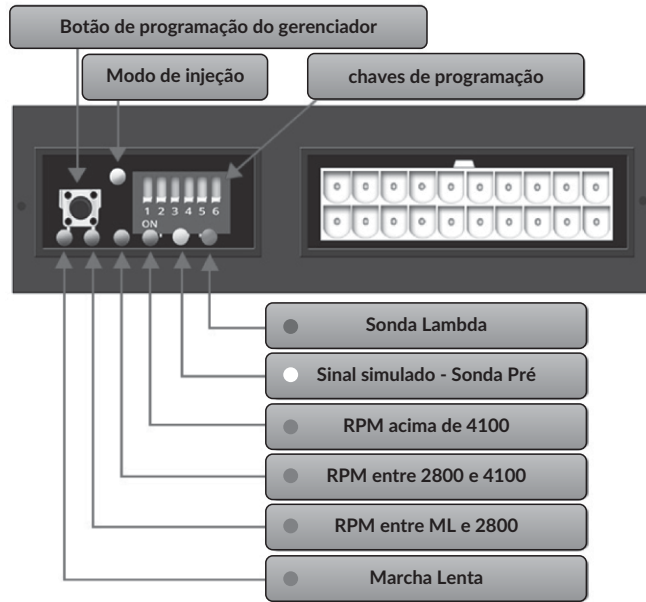 Botão de programação do gerenciador
Modo de injeção
chaves de programação
1 2 3 4 5 6
ON
Sonda Lambda
Sinal simulado - Sonda Pré
RPM acima de 4100
RPM entre 2800 e 4100
RPM entre ML e 2800
Marcha Lenta